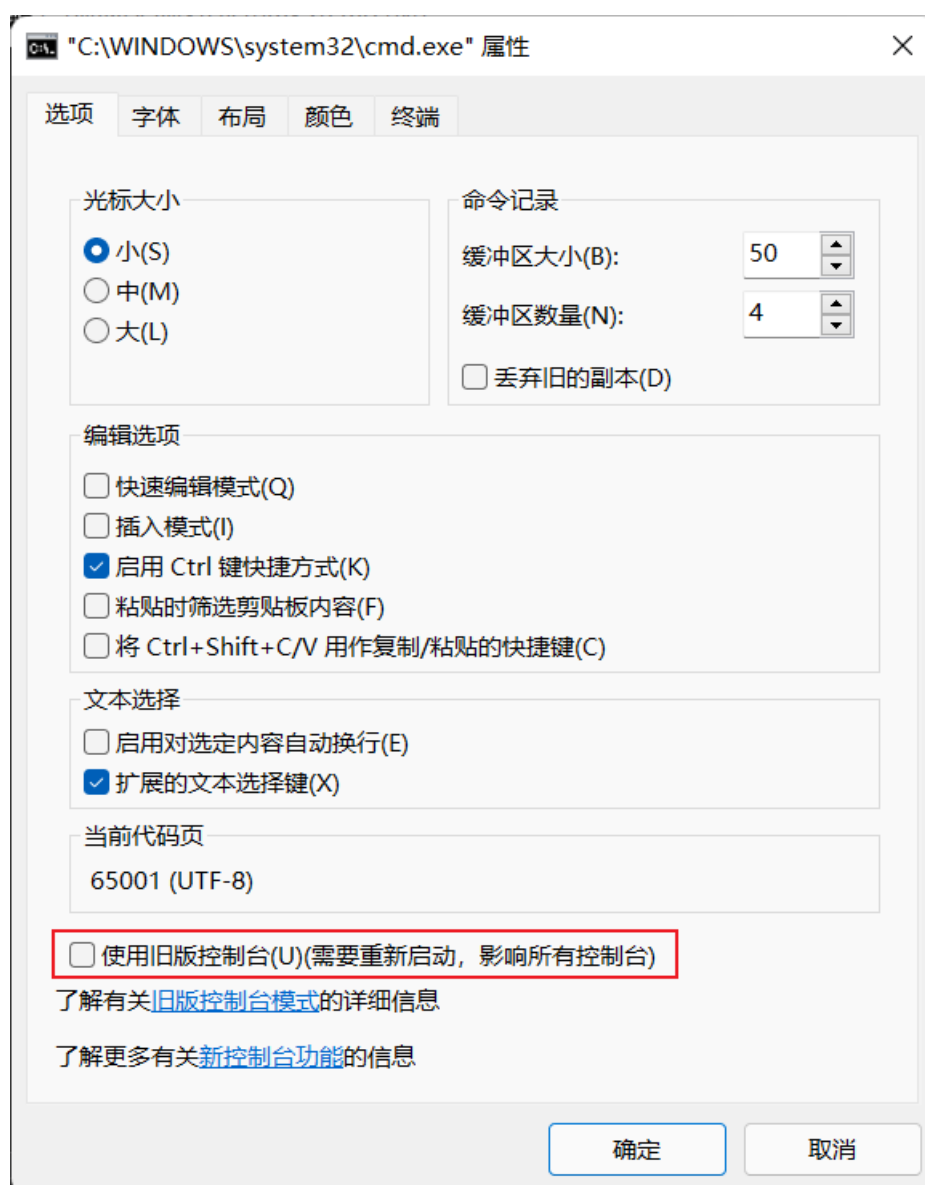 "C:\WINDOWS\system32\cmd.exe" 属性
选项 字体 布局 颜色 终端
光标大小
小(S)
中(M)
大(L)
命令记录
缓冲区大小(B): 50
缓冲区数量(N): 4
丢弃旧的副本(D)
编辑选项
快速编辑模式(Q)
插入模式(I)
启用 Ctrl 键快捷方式(K)
粘贴时筛选剪贴板内容(F)
将 Ctrl+Shift+C/V 用作复制/粘贴的快捷键(C)
文本选择
启用对选定内容自动换行(E)
扩展的文本选择键(X)
当前代码页
65001 (UTF-8)
使用旧版控制台(U)(需要重新启动，影响所有控制台)
了解有关旧版控制台模式的详细信息
了解更多有关新控制台功能的信息
确定 取消